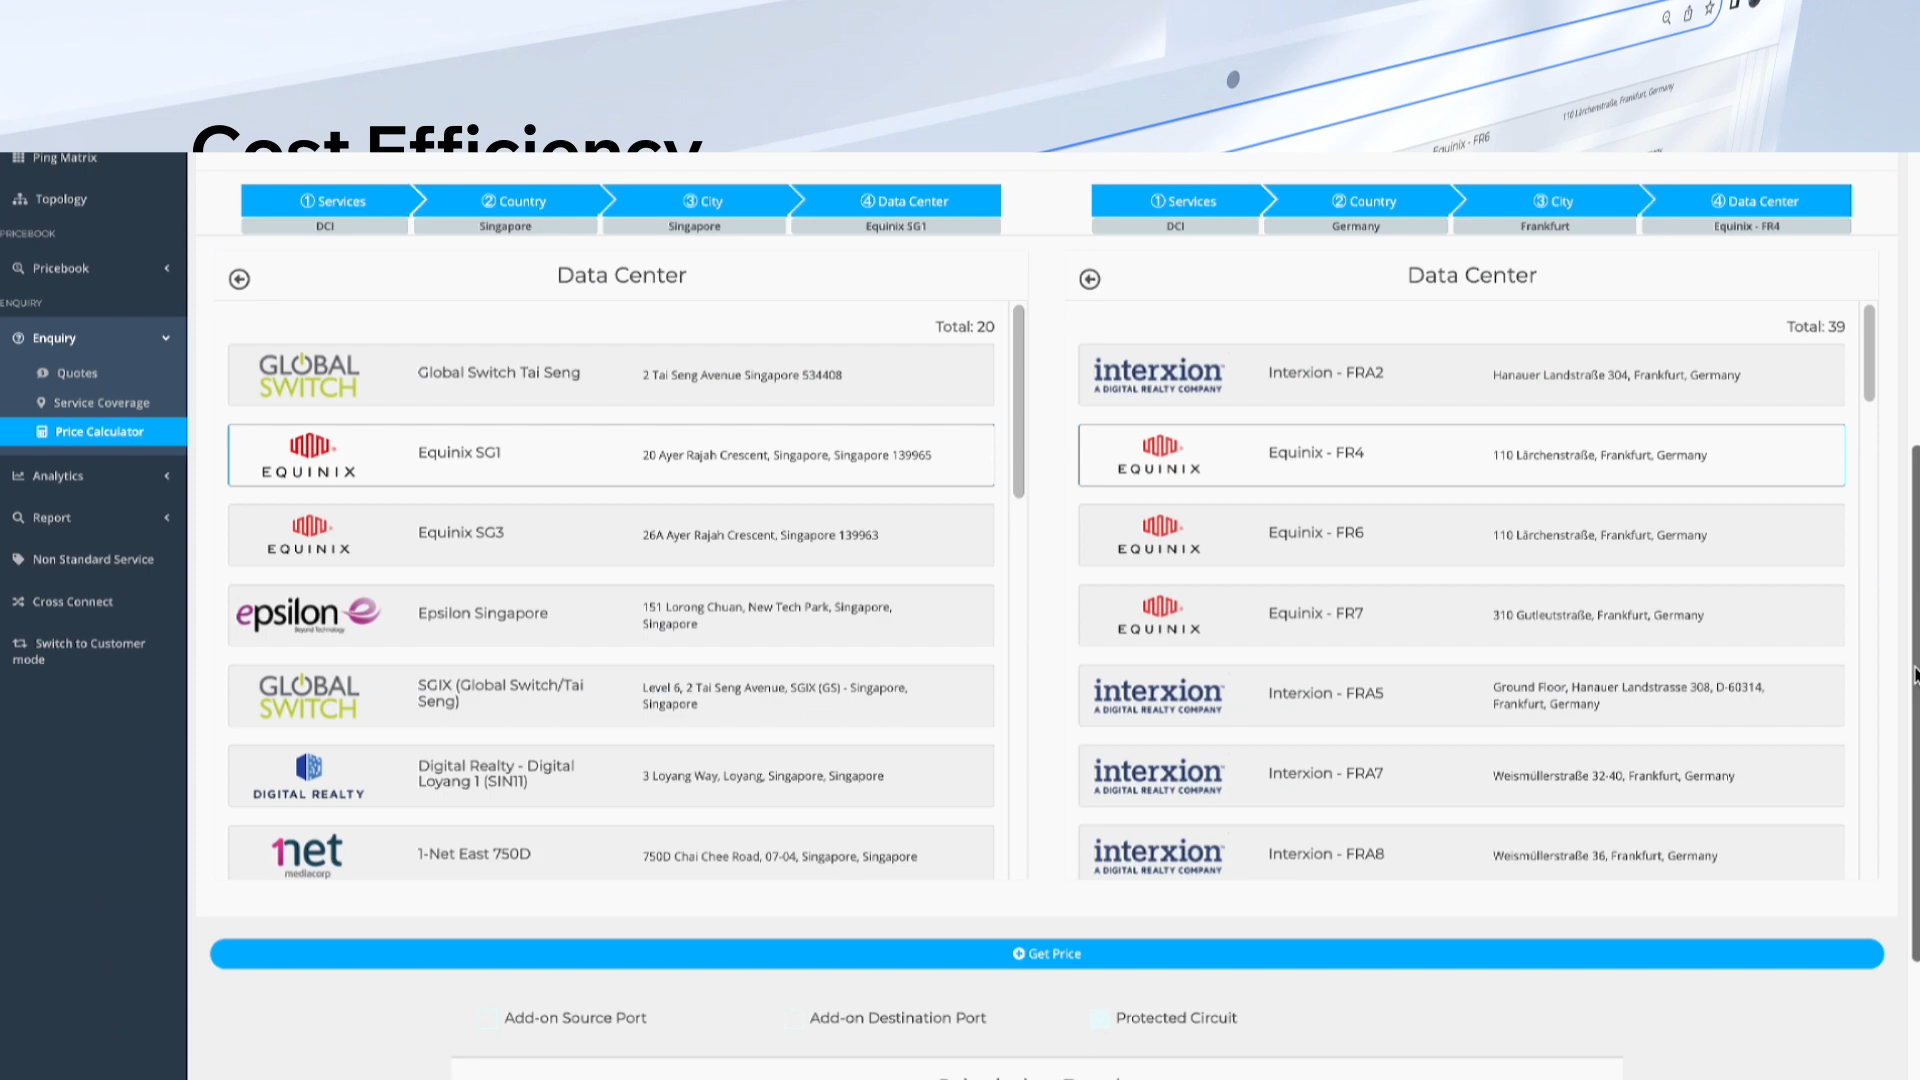 110 Lärchenstraße, Frankfurt, Germany
Equinix - FR6
Cost Efficiency
Ping Matrix
Topology
PRICEBOOK
Pricebook
ENQUIRY
Enquiry
Quotes
Service Coverage
Price Calculator
Analytics
Report
Non Standard Service
Cross Connect
Switch to Customer
mode
1 Services
2 Country
3 City
4 Data Center
DCI
Singapore
Singapore
Equinix SG1
Data Center
Total: 20
GLOBAL
SWITCH
Global Switch Tai Seng
2 Tai Seng Avenue Singapore 534408
EQUINIX
Equinix SG1
20 Ayer Rajah Crescent, Singapore, Singapore 139965
EQUINIX
Equinix SG3
26A Ayer Rajah Crescent, Singapore 139963
epsilon
Beyond Technology
Epsilon Singapore
151 Lorong Chuan, New Tech Park, Singapore,
Singapore
GLOBAL
SWITCH
SGIX (Global Switch/Tai
Seng)
Level 6, 2 Tai Seng Avenue, SGIX (GS) - Singapore,
Singapore
DIGITAL REALTY
Digital Realty - Digital
Loyang 1 (SIN11)
3 Loyang Way, Loyang, Singapore, Singapore
1net
mediacorp
1-Net East 750D
750D Chai Chee Road, 07-04, Singapore, Singapore
1 Services
2 Country
3 City
4 Data Center
DCI
Germany
Frankfurt
Equinix - FR4
Data Center
Total: 39
interxion
A DIGITAL REALTY COMPANY
Interxion - FRA2
Hanauer Landstraße 304, Frankfurt, Germany
EQUINIX
Equinix - FR4
110 Lärchenstraße, Frankfurt, Germany
EQUINIX
Equinix - FR6
110 Lärchenstraße, Frankfurt, Germany
EQUINIX
Equinix - FR7
310 Gutleutstraße, Frankfurt, Germany
interxion
A DIGITAL REALTY COMPANY
Interxion - FRA5
Ground Floor, Hanauer Landstrasse 308, D-60314,
Frankfurt, Germany
interxion
A DIGITAL REALTY COMPANY
Interxion - FRA7
Weismüllerstraße 32-40, Frankfurt, Germany
interxion
A DIGITAL REALTY COMPANY
Interxion - FRA8
Weismüllerstraße 36, Frankfurt, Germany
Get Price
Add-on Source Port
Add-on Destination Port
Protected Circuit